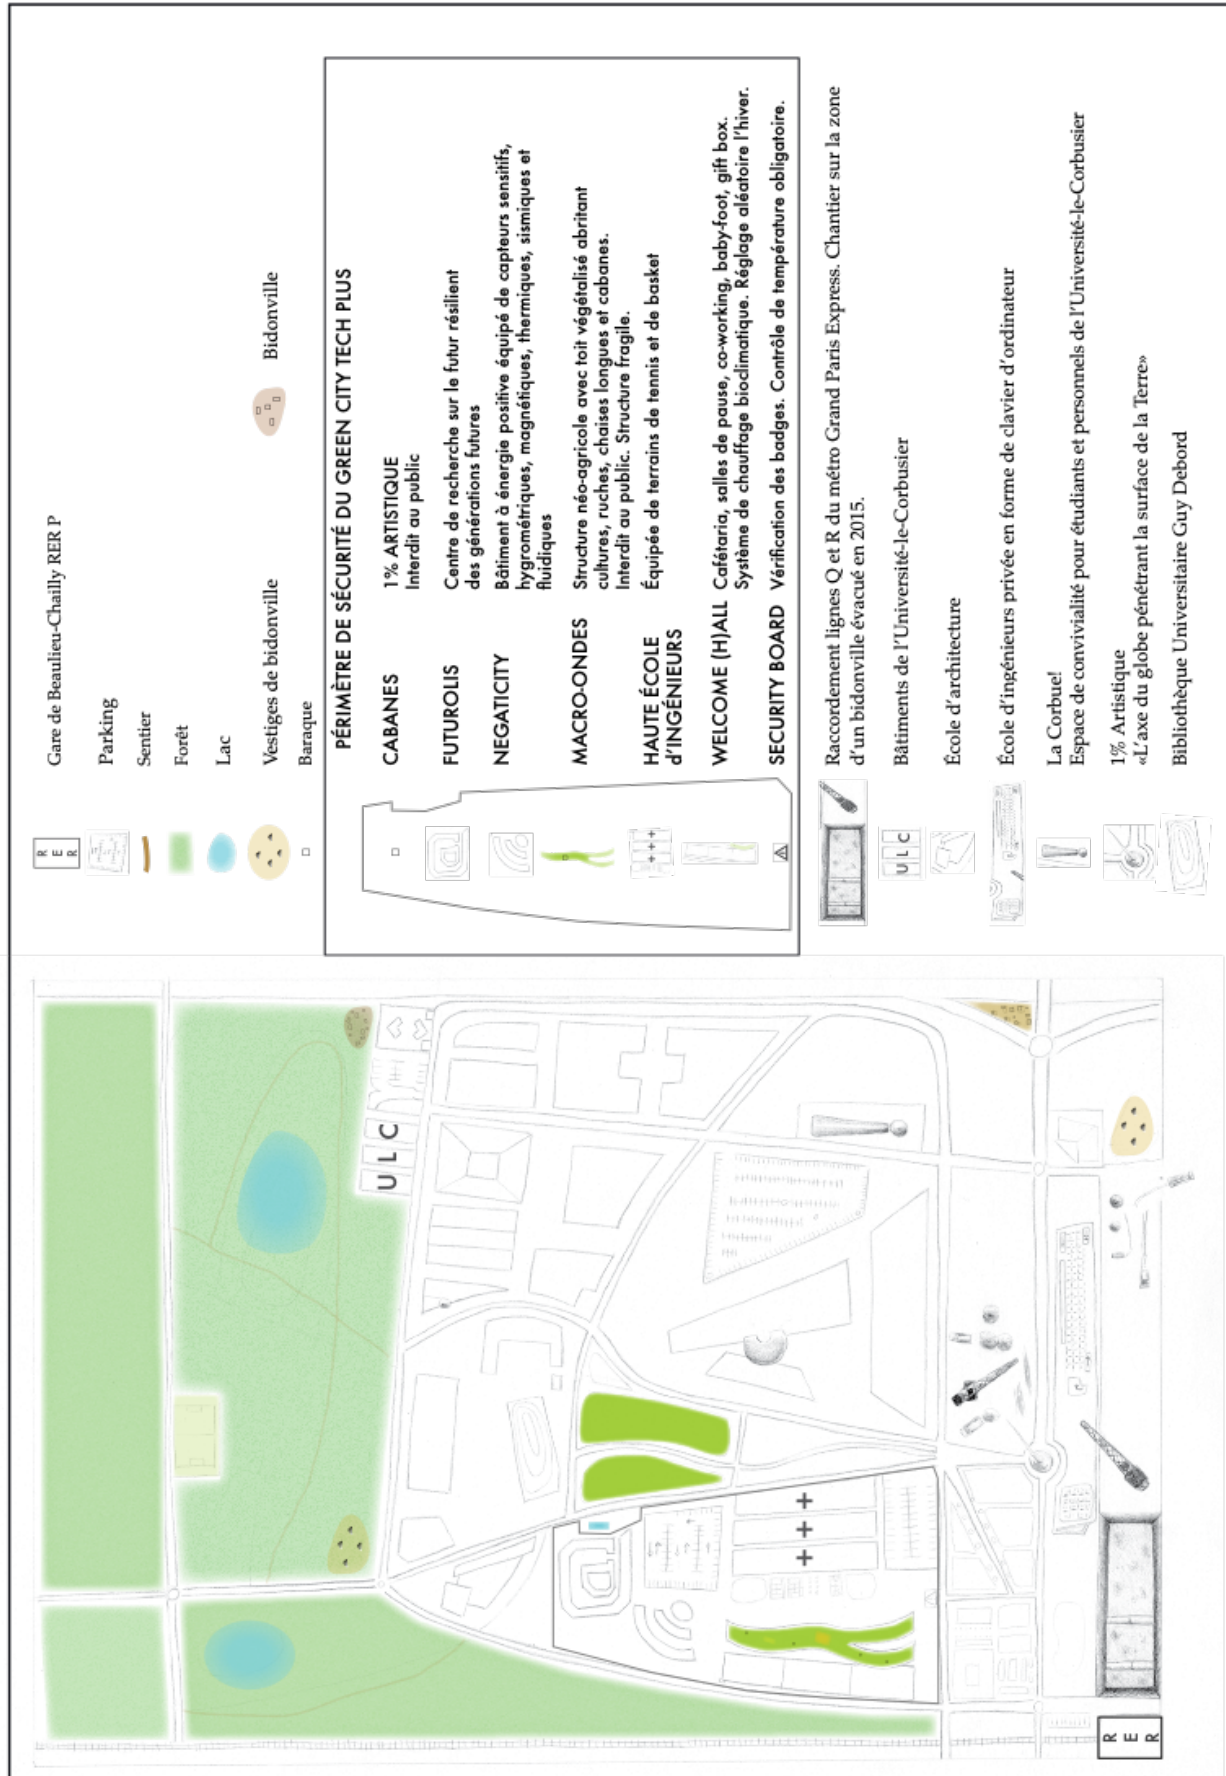 R
E
R
Gare de Beaulieu-Chailly RER P
Parking
Sentier
Forêt
Lac
Vestiges de bidonville
Bidonville
Baraque
PÉRIMÈTRE DE SÉCURITÉ DU GREEN CITY TECH PLUS
CABANES
1% ARTISTIQUE
Interdit au public
FUTUROLIS
Centre de recherche sur le futur résilient
des générations futures
NEGATICITY
Bâtiment à énergie positive équipé de capteurs sensitifs,
hygrométriques, magnétiques, thermiques, sismiques et
fluidiques
MACRO-ONDES
Structure néo-agricole avec toit végétalisé abritant
cultures, ruches, chaises longues et cabanes.
Interdit au public. Structure fragile.
HAUTE ÉCOLE
D'INGÉNIEURS
Équipée de terrains de tennis et de basket
WELCOME (H)ALL
Cafétaria, salles de pause, co-working, baby-foot, gift box.
Système de chauffage bioclimatique. Réglage aléatoire l'hiver.
SECURITY BOARD
Vérification des badges. Contrôle de température obligatoire.
Raccordement lignes Q et R du métro Grand Paris Express. Chantier sur la zone
d'un bidonville évacué en 2015.
U L C
Bâtiments de l'Université-le-Corbusier
École d'architecture
École d'ingénieurs privée en forme de clavier d'ordinateur
La Corbue!
Espace de convivialité pour étudiants et personnels de l'Université-le-Corbusier
1% Artistique
«L'axe du globe pénétrant la surface de la Terre»
Bibliothèque Universitaire Guy Debord
U L C
R
E
R